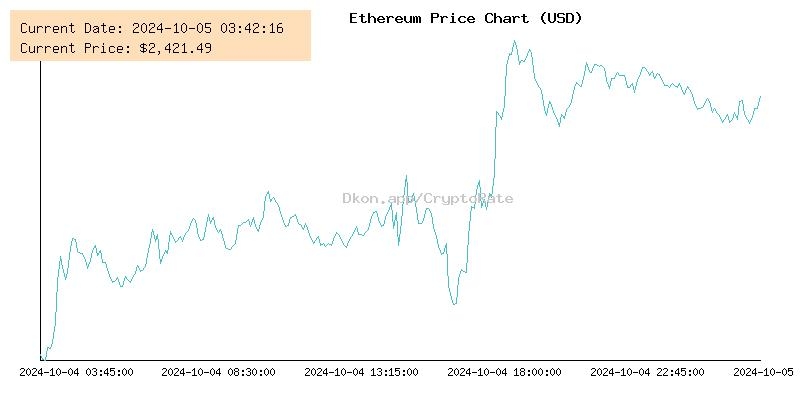 Ethereum Price Chart (USD)
Current Date: 2024-10-05 03:42:16
Current Price: $2,421.49
Dkon.app/CryptoRate
2024-10-04 03:45:00
2024-10-04 08:30:00
2024-10-04 13:15:00
2024-10-04 18:00:00
2024-10-04 22:45:00
2024-10-05